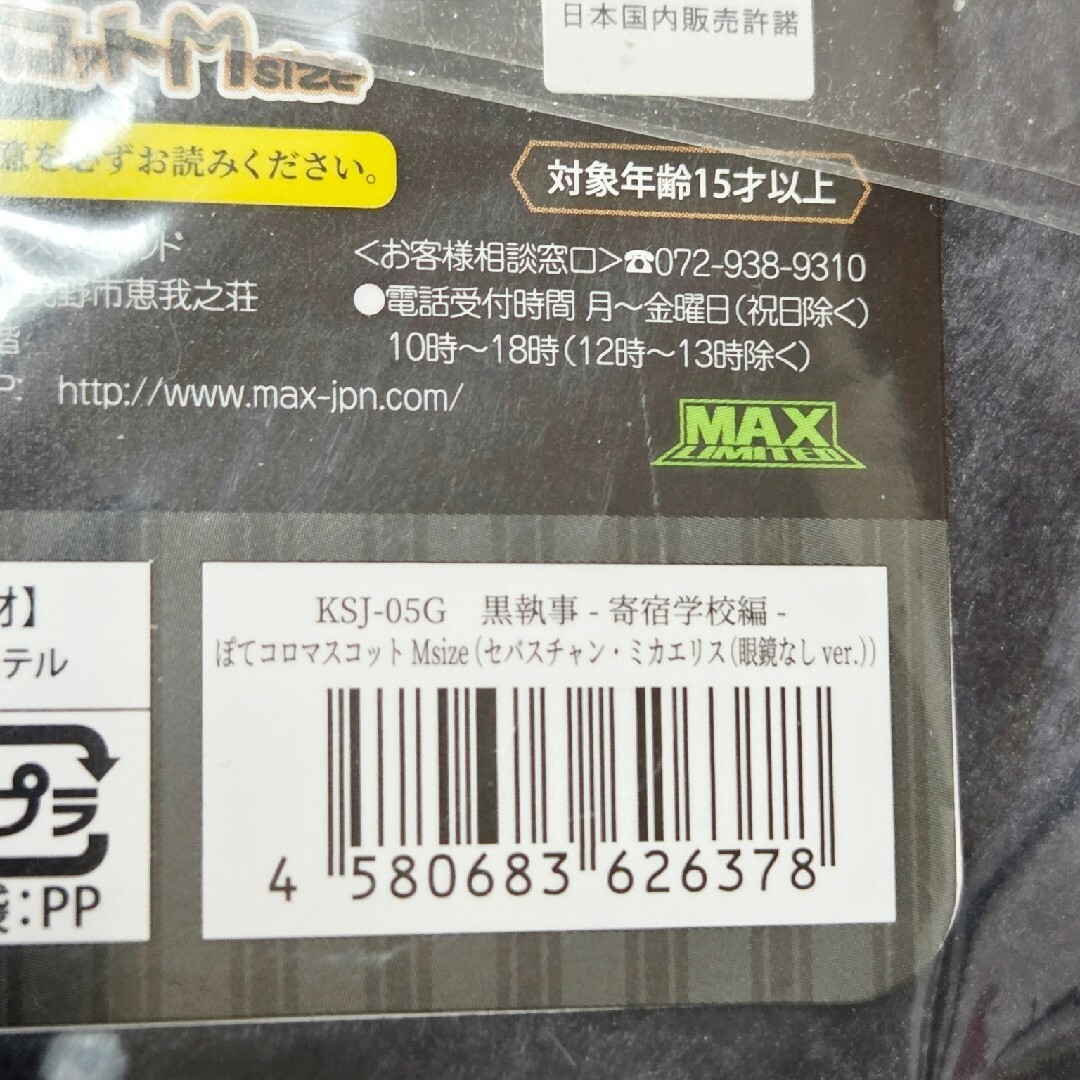 日本国内販売許諾
コットMsize
意を必ずお読みください。
対象年齢15才以上
<お客様相談窓口>☎072-938-9310
野市恵我之荘
●電話受付時間 月～金曜日(祝日除く)
10時～18時(12時～13時除く)
http://www.max-jpn.com/
MAX
LIMITED
オ】
テル
プラ
袋:PP
KSJ-05G 黒執事 - 寄宿学校編 -
ぽてコロマスコット Msize (セバスチャン・ミカエリス (眼鏡なし ver.))
4 580683 626378